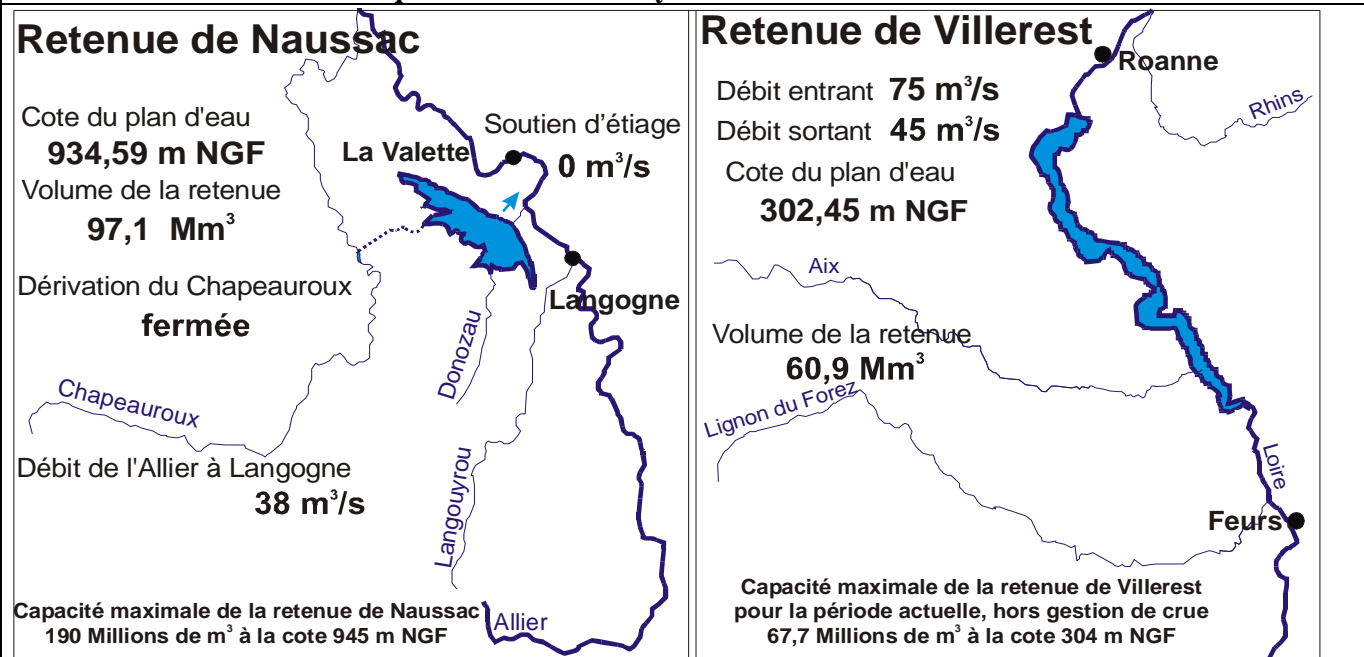 Retenue de Naussac
Cote du plan d'eau
934,59 m NGF
Volume de la retenue
97,1 Mm³
Dérivation du Chapeauroux
fermée
La Valette
Soutien d'étiage
0 m³/s
Langogne
Donozau
Chapeauroux
Langouyrou
Débit de l'Allier à Langogne
38 m³/s
Allier
Capacité maximale de la retenue de Naussac
190 Millions de m³ à la cote 945 m NGF
Retenue de Villerest
Roanne
Débit entrant 75 m³/s
Rhins
Débit sortant 45 m³/s
Cote du plan d'eau
302,45 m NGF
Aix
Volume de la retenue
60,9 Mm³
Lignon du Forez
Loire
Feurs
Capacité maximale de la retenue de Villerest
pour la période actuelle, hors gestion de crue
67,7 Millions de m³ à la cote 304 m NGF